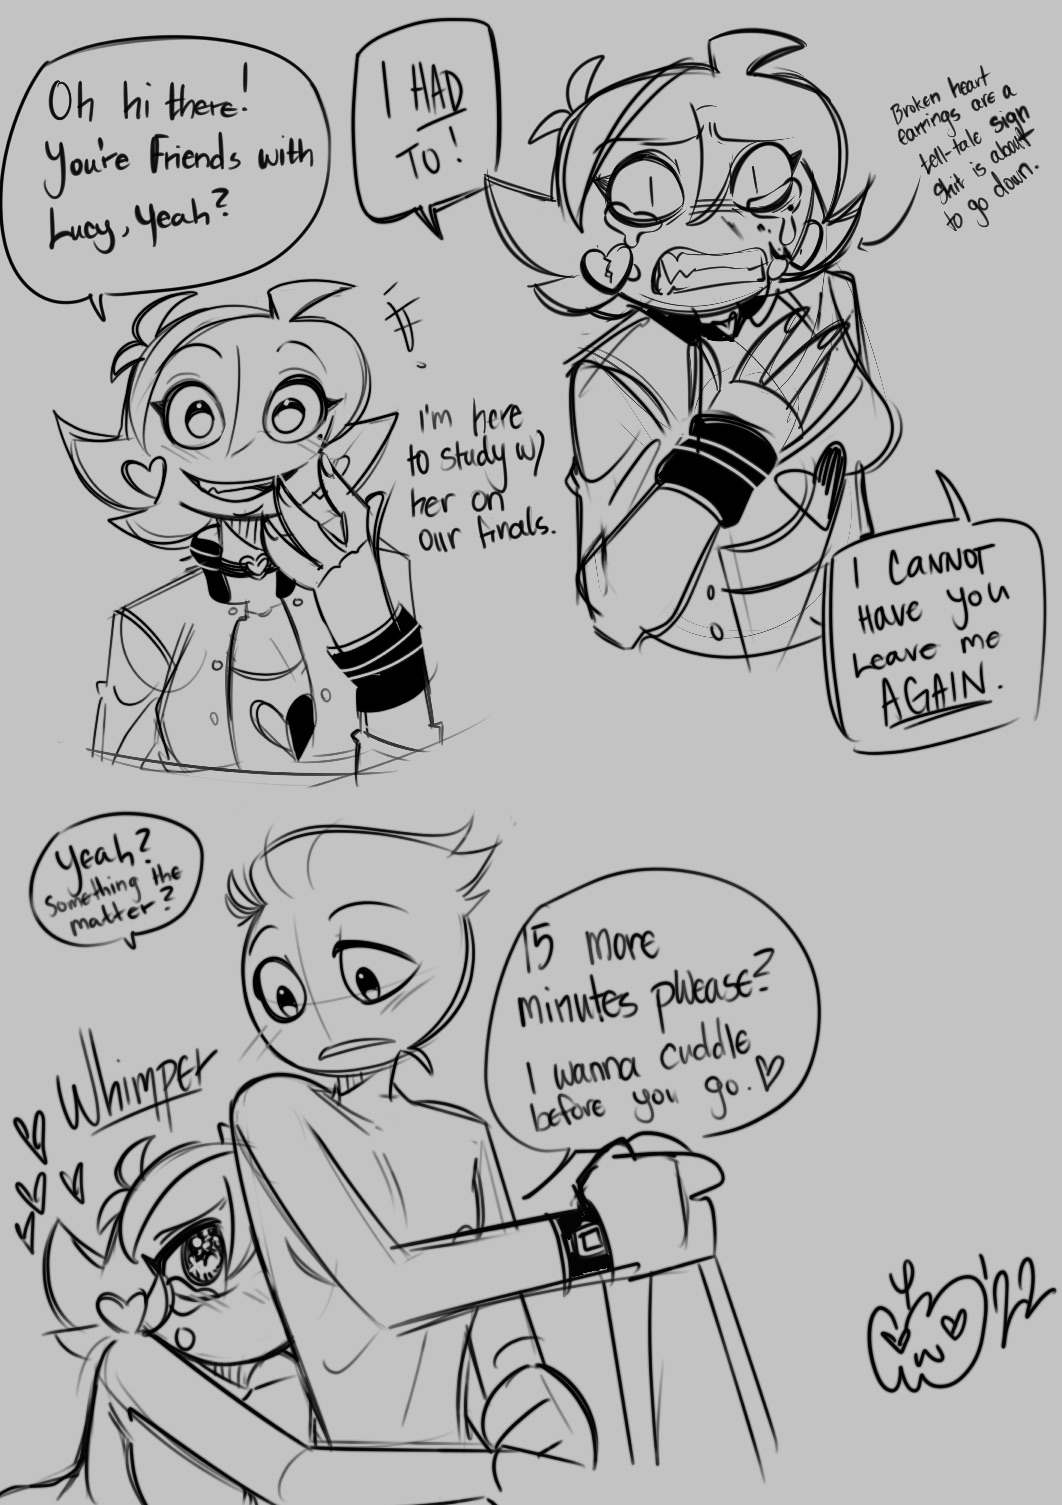 Oh hi there!
You're friends with
Lucy, yeah?
I HAD
TO!
Broken heart
earrings are a
tell-tale sign
shit is about
to go down.
I'm here
to study w/
her on
our finals.
I CANNOT
HAVE YOU
LEAVE ME
AGAIN.
Yeah?
Something the
matter?
15 more
minutes pwease?
I wanna cuddle
before you go. ♡
Whimper
'22